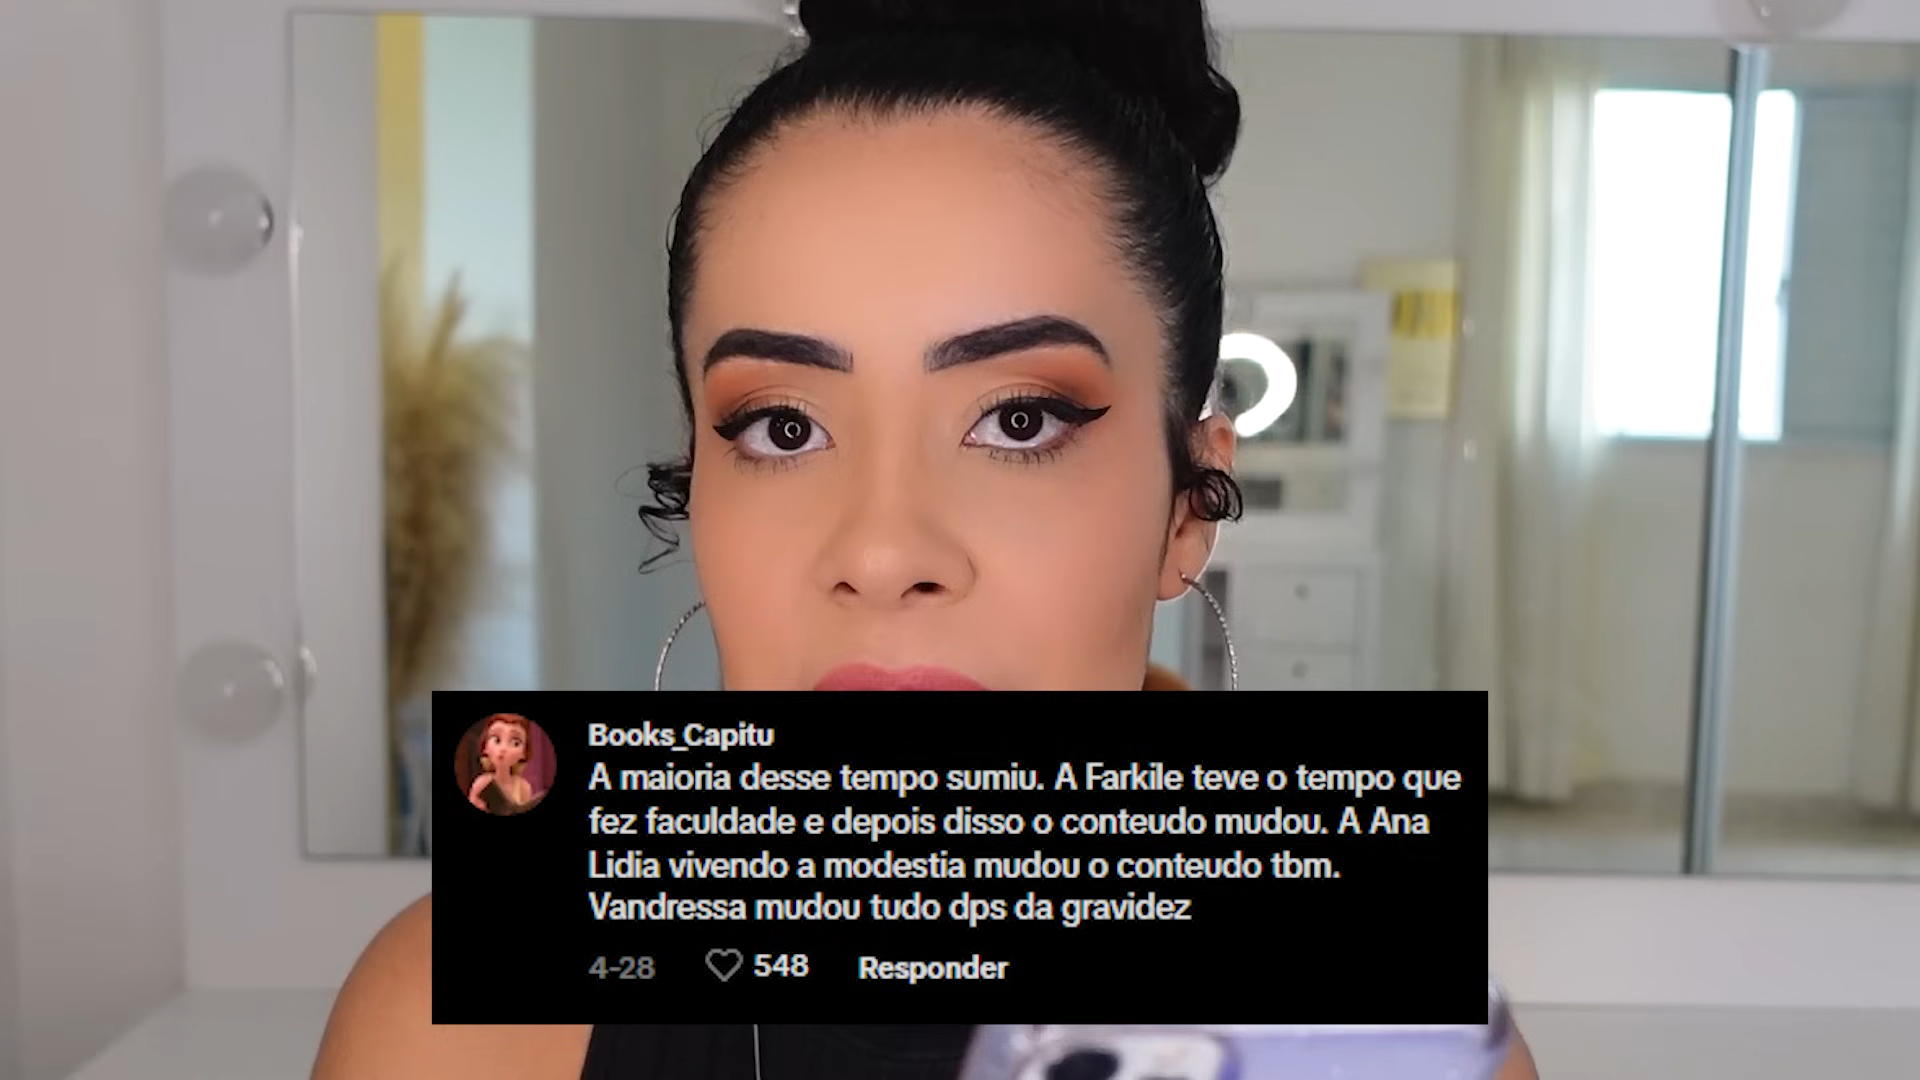 Books_Capitu
A maioria desse tempo sumiu. A Farkile teve o tempo que
fez faculdade e depois disso o conteudo mudou. A Ana
Lidia vivendo a modestia mudou o conteudo tbm.
Vandressa mudou tudo dps da gravidez
4-28 548 Responder